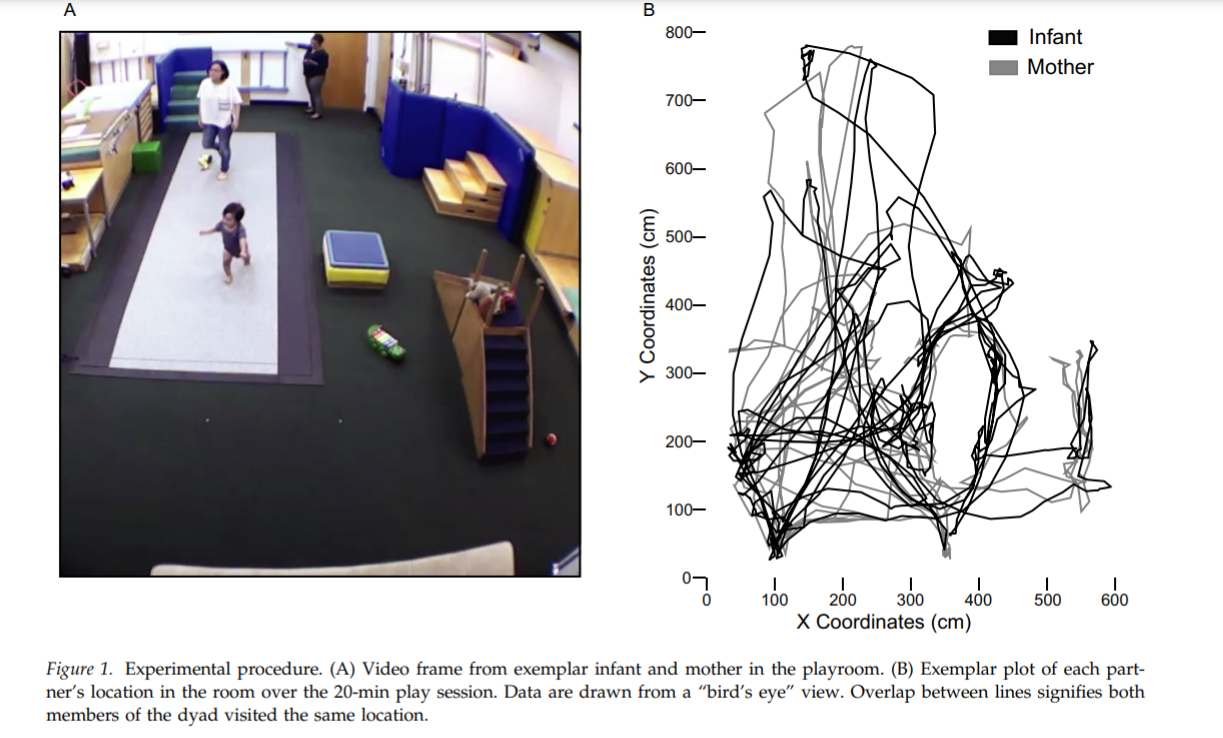 A
B
800
Infant
Mother
700
600
500
400
300
200
100
0
Y Coordinates (cm)
0 100 200 300 400 500 600
X Coordinates (cm)
Figure 1. Experimental procedure. (A) Video frame from exemplar infant and mother in the playroom. (B) Exemplar plot of each part-
ner's location in the room over the 20-min play session. Data are drawn from a "bird's eye" view. Overlap between lines signifies both
members of the dyad visited the same location.